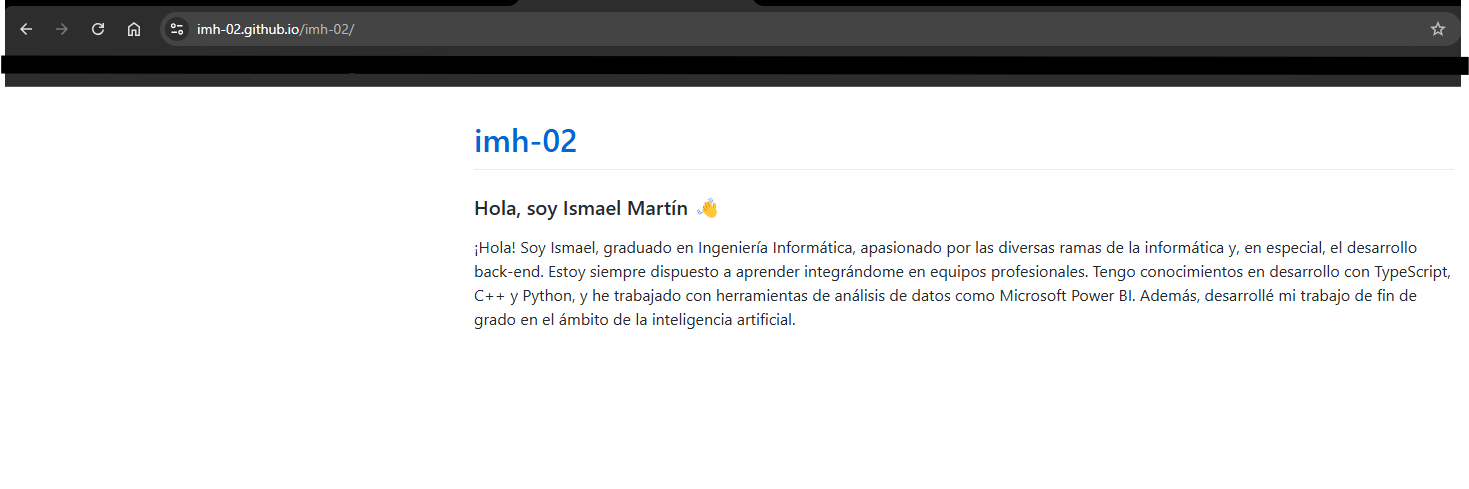 imh-02.github.io/imh-02/
imh-02
Hola, soy Ismael Martín 👋
¡Hola! Soy Ismael, graduado en Ingeniería Informática, apasionado por las diversas ramas de la informática y, en especial, el desarrollo
back-end. Estoy siempre dispuesto a aprender integrándome en equipos profesionales. Tengo conocimientos en desarrollo con TypeScript,
C++ y Python, y he trabajado con herramientas de análisis de datos como Microsoft Power BI. Además, desarrollé mi trabajo de fin de
grado en el ámbito de la inteligencia artificial.